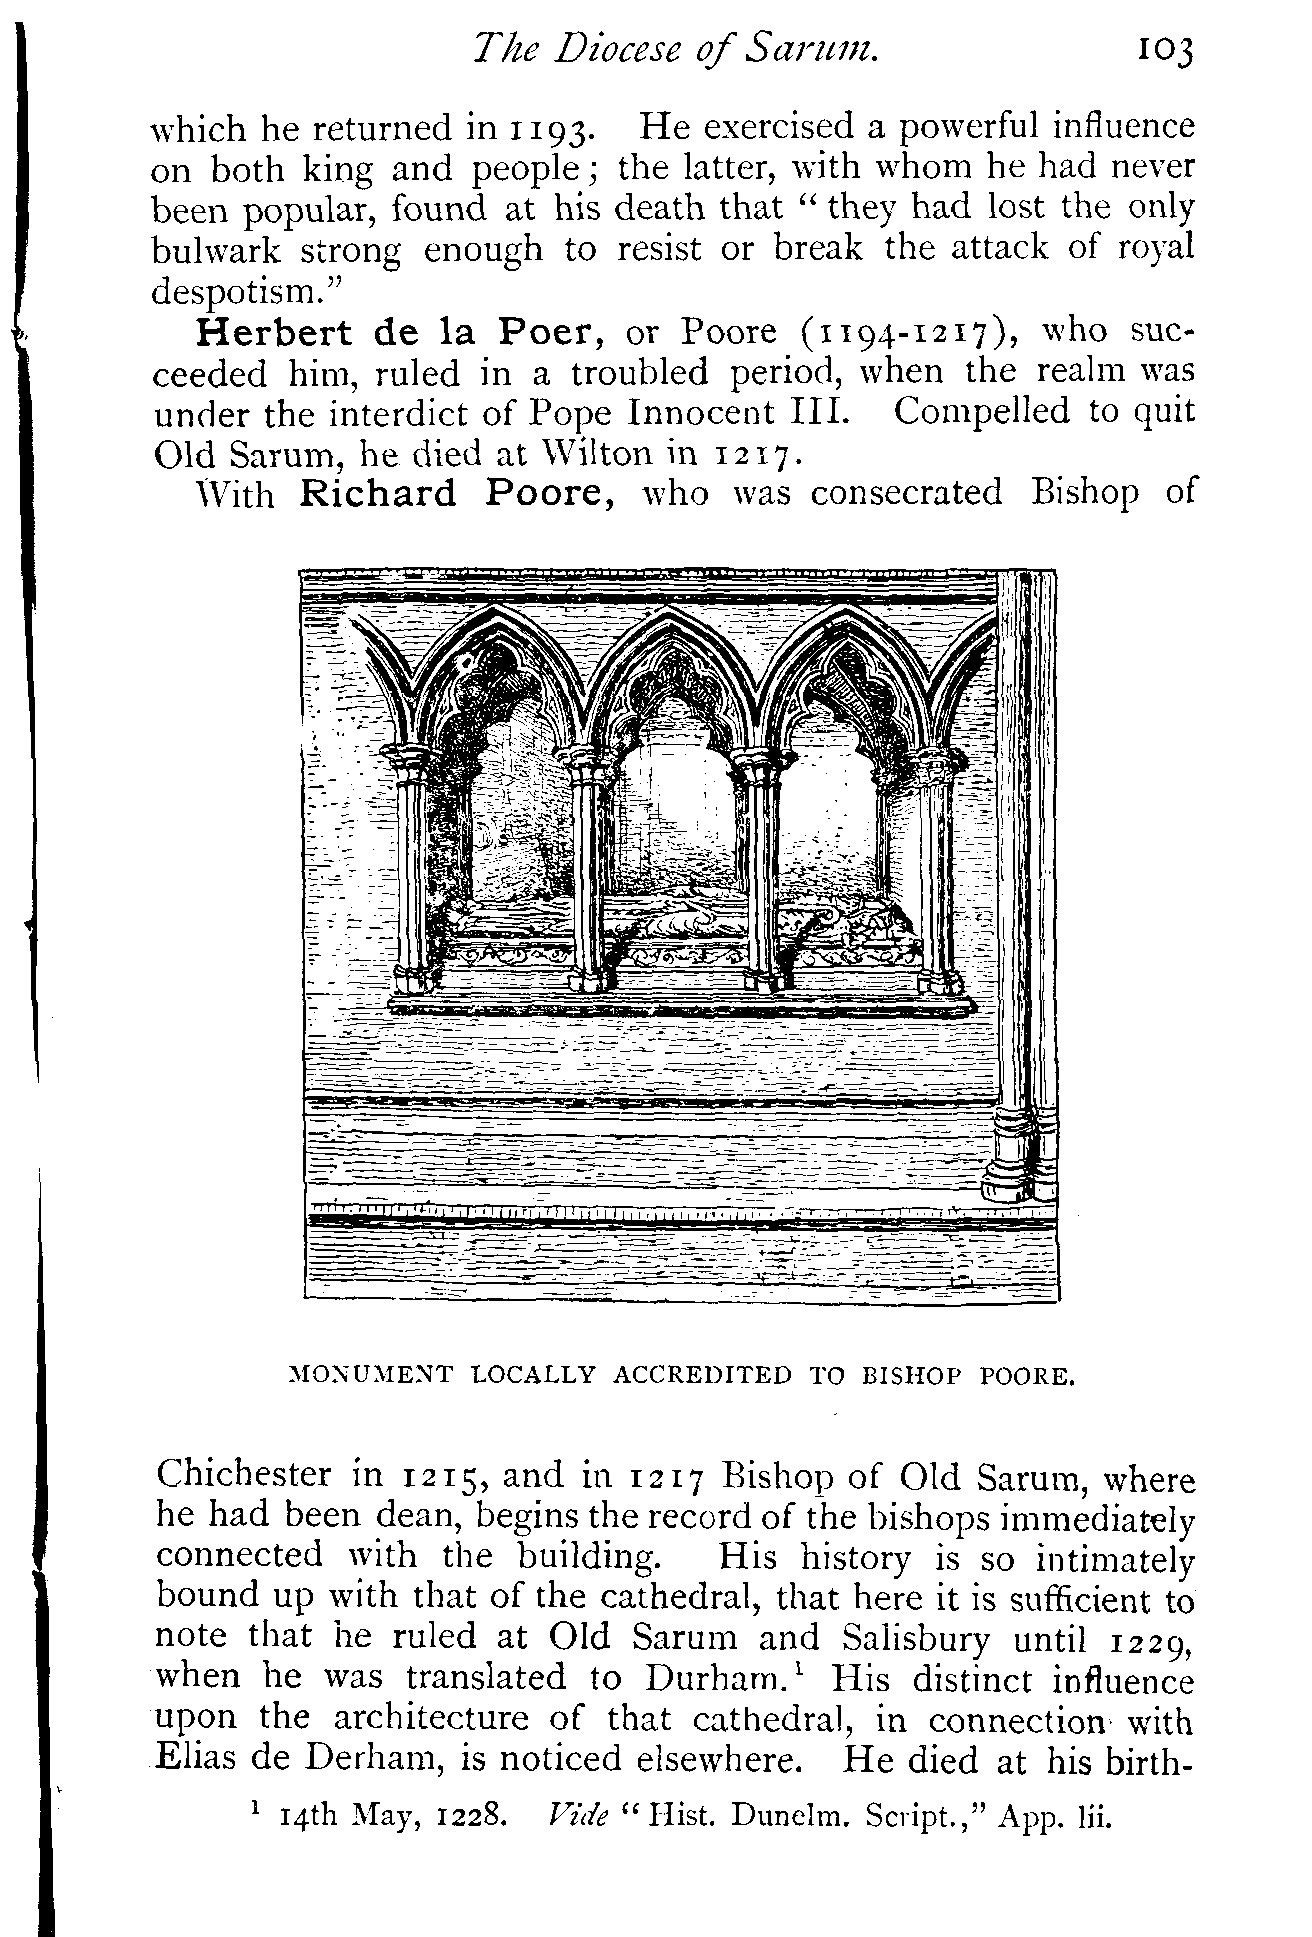 The Diocese of Sarum. 103
which he returned in 1193. He exercised a powerful influence
on both king and people; the latter, with whom he had never
been popular, found at his death that “ they had lost the only
bulwark strong enough to resist or break the attack of royal
despotism.”
Herbert de la Poer, or Poore (1194-1217), who suc-
ceeded him, ruled in a troubled period, when the realm was
under the interdict of Pope Innocent III. Compelled to quit
Old Sarum, he died at Wilton in 1217.
With Richard Poore, who was consecrated Bishop of
MONUMENT LOCALLY ACCREDITED TO BISHOP POORE.
Chichester in 1215, and in 1217 Bishop of Old Sarum, where
he had been dean, begins the record of the bishops immediately
connected with the building. His history is so intimately
bound up with that of the cathedral, that here it is sufficient to
note that he ruled at Old Sarum and Salisbury until 1229,
when he was translated to Durham.¹ His distinct influence
upon the architecture of that cathedral, in connection with
Elias de Derham, is noticed elsewhere. He died at his birth-
¹ 14th May, 1228. Vide “ Hist. Dunelm. Script.,” App. lii.